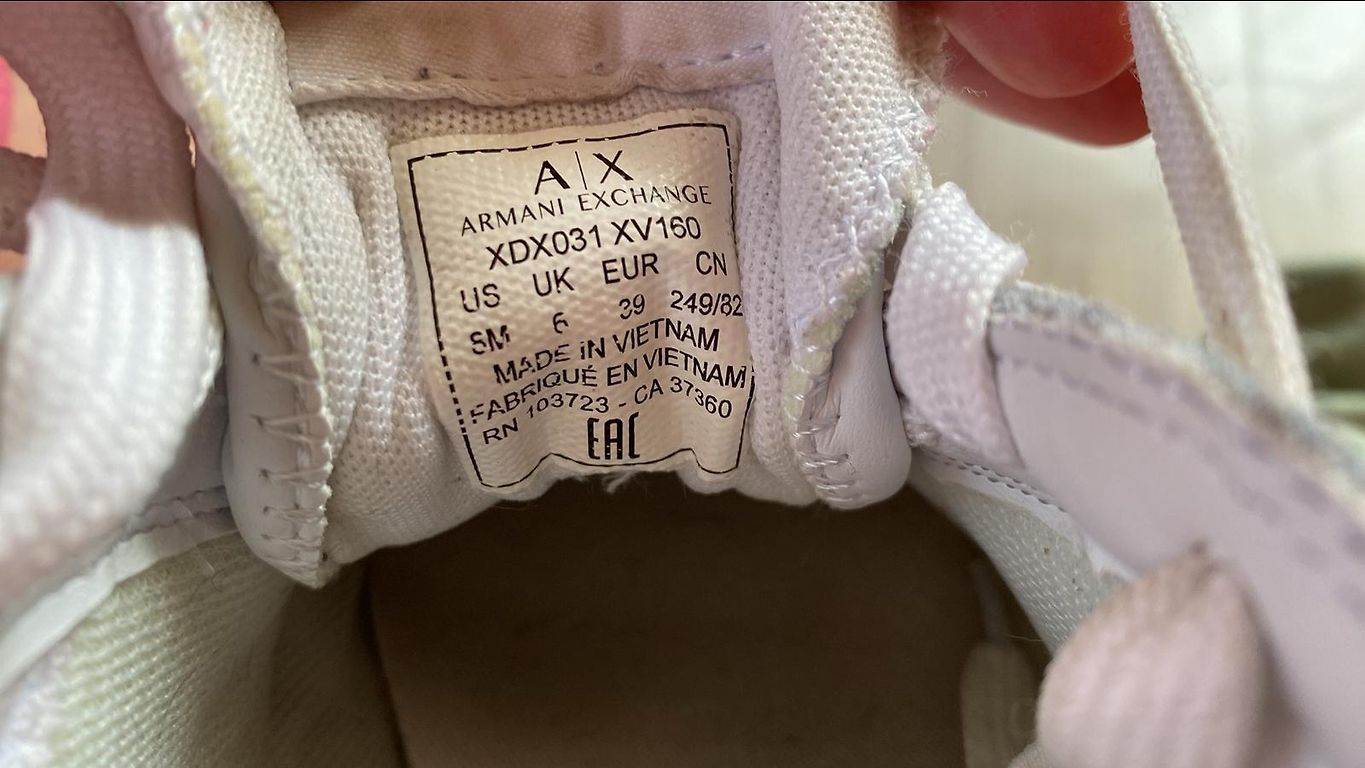 A|X
ARMANI EXCHANGE
XDX031 XV160
US UK EUR CN
8M 6 39 249/82
MADE IN VIETNAM
FABRIQUÉ EN VIETNAM
RN 103723 - CA 37360
EAC